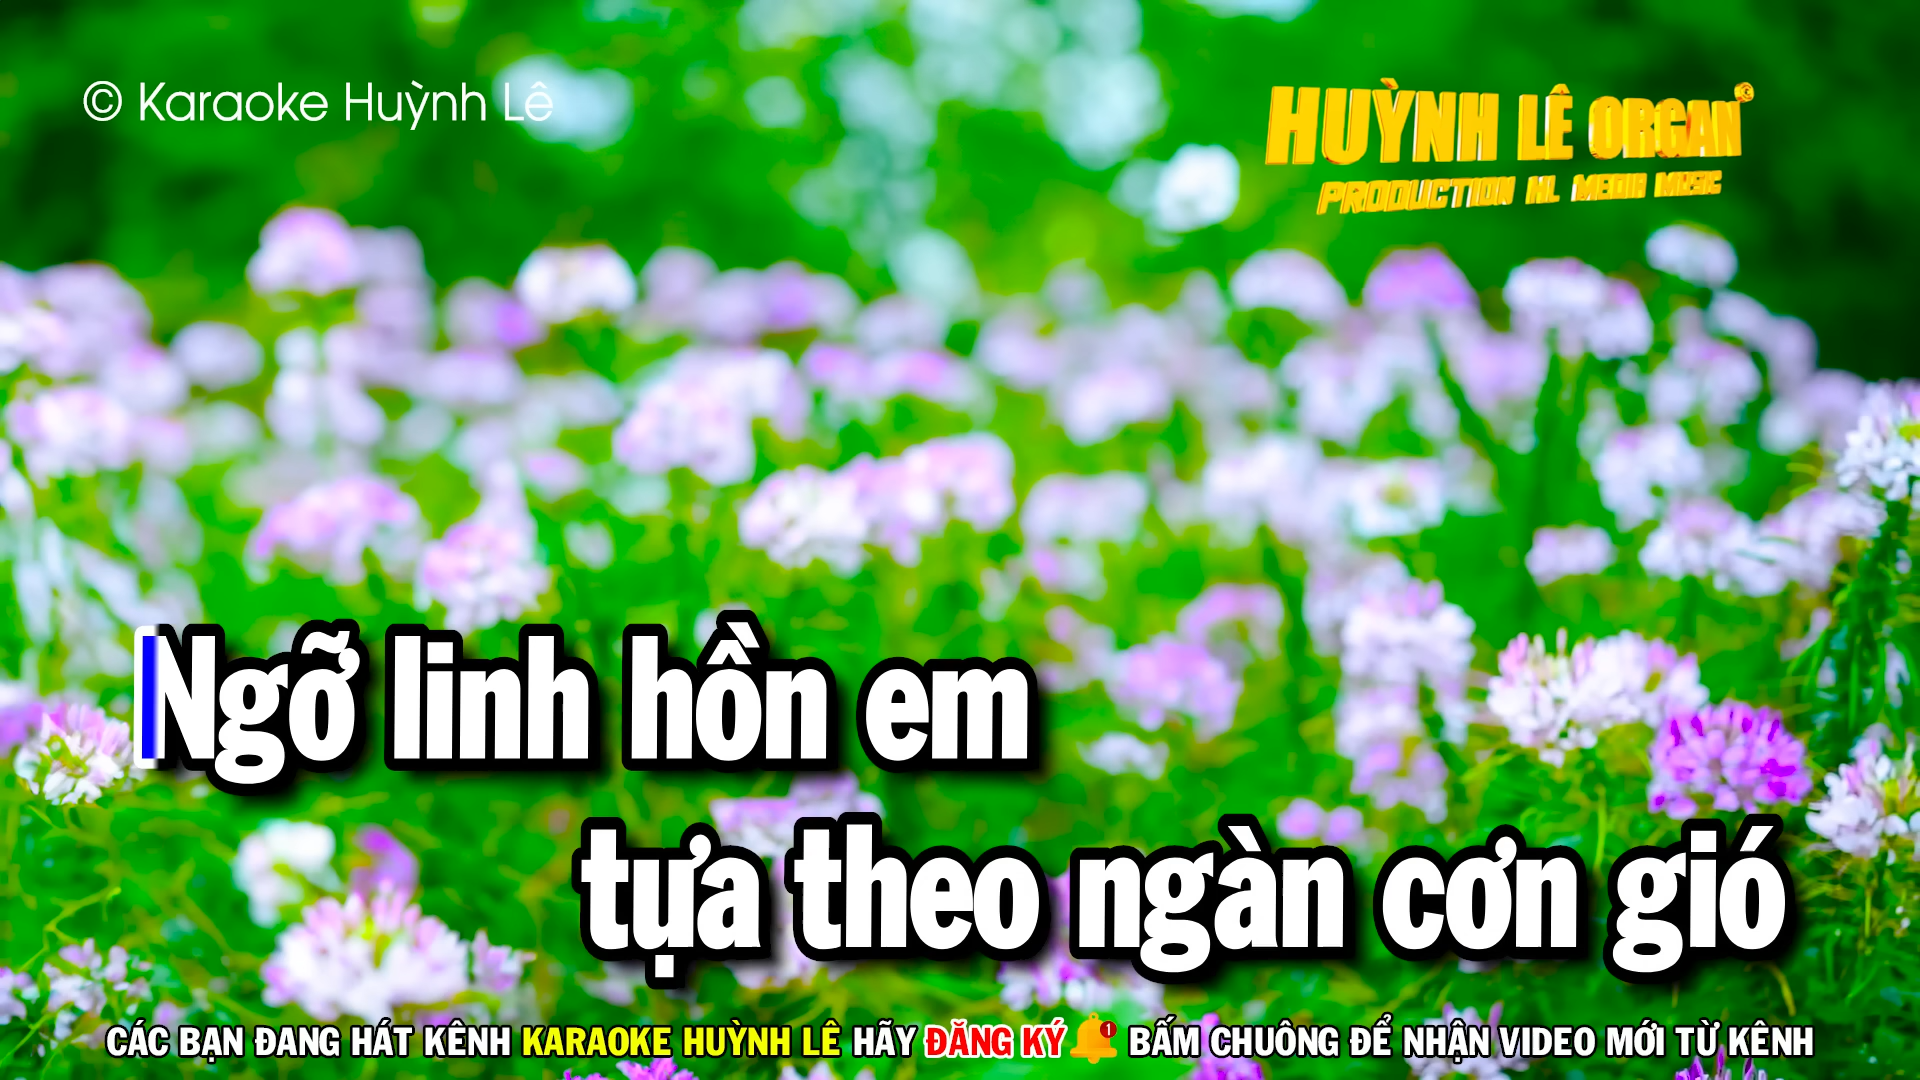 © Karaoke Huỳnh Lê
HUỲNH LÊ ORGAN©
PRODUCTION HL MEDIA MUSIC
Ngỡ linh hồn em
tựa theo ngàn cơn gió
CÁC BẠN ĐANG HÁT KÊNH KARAOKE HUỲNH LÊ HÃY ĐĂNG KÝ 1 BẤM CHUÔNG ĐỂ NHẬN VIDEO MỚI TỪ KÊNH